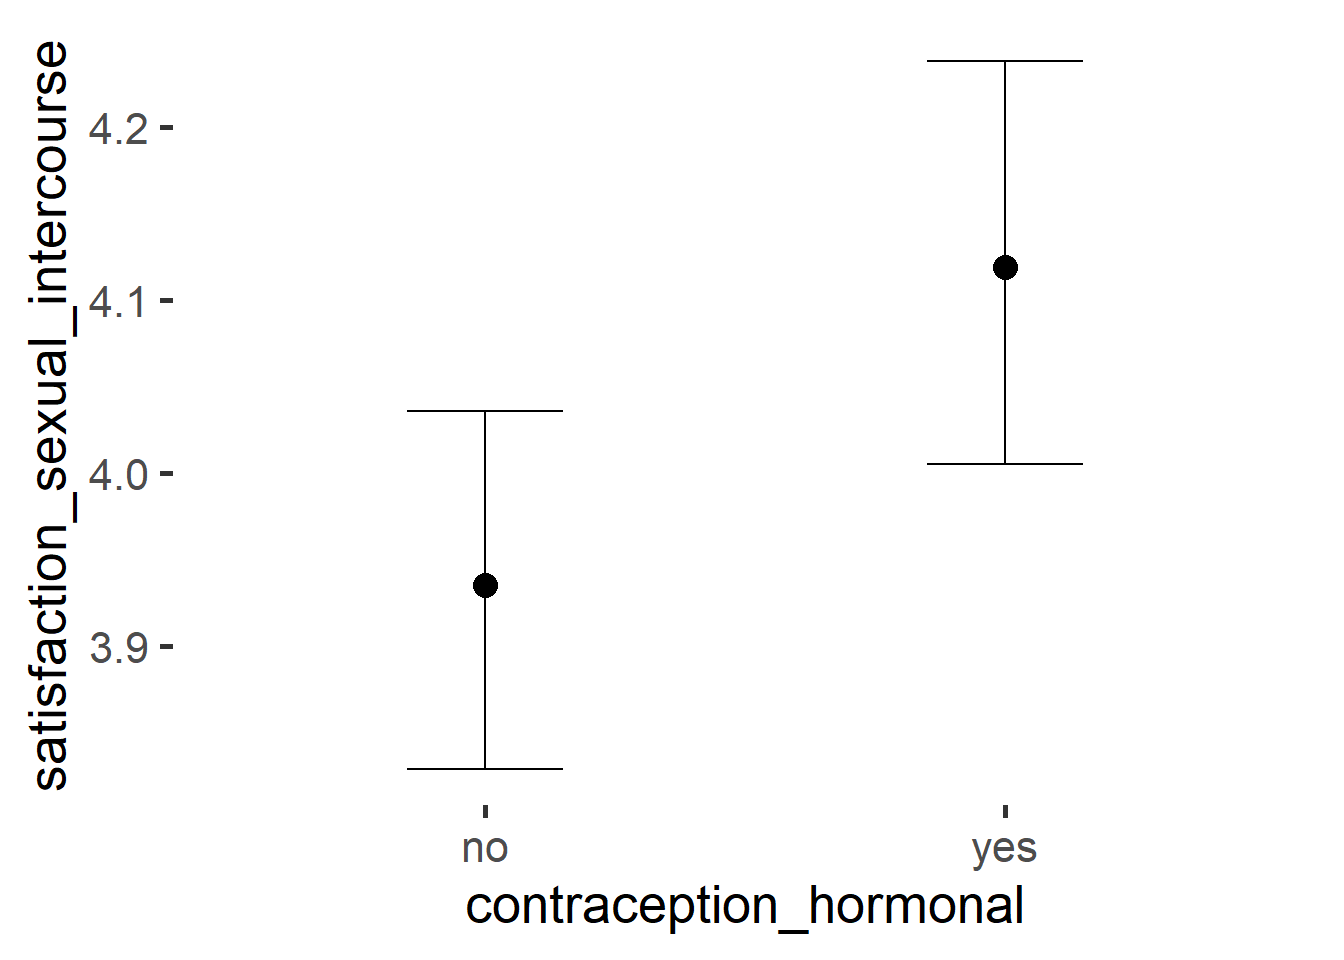 satisfaction_sexual_intercourse
4.2
4.1
4.0
3.9
no yes
contraception_hormonal